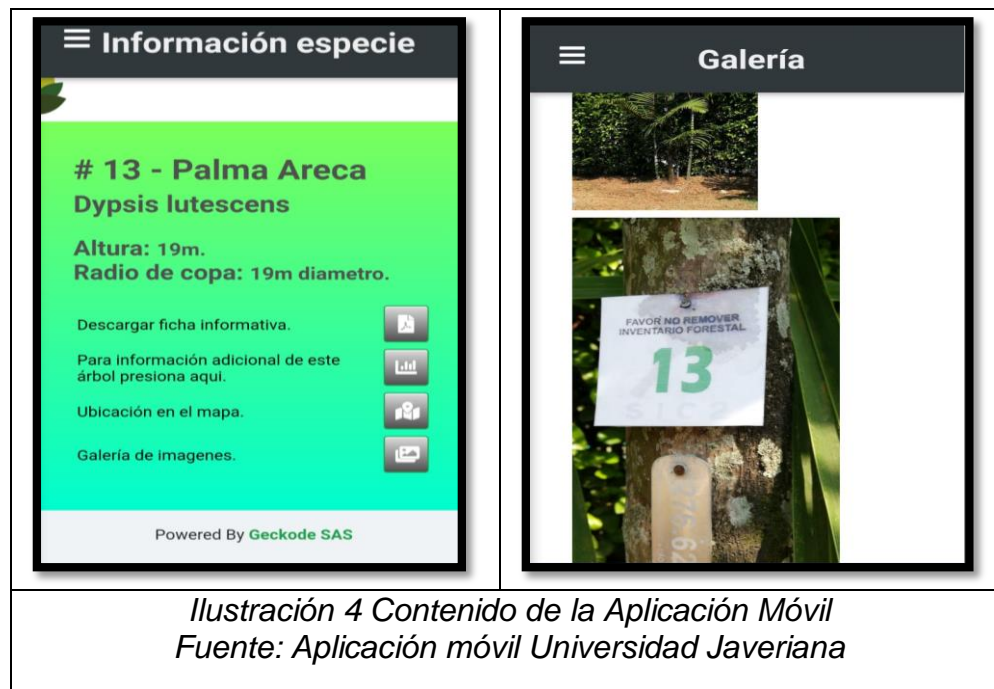 Información especie
# 13 - Palma Areca
Dypsis lutescens
Altura: 19m.
Radio de copa: 19m diametro.
Descargar ficha informativa.
Para información adicional de este
árbol presiona aqui.
Ubicación en el mapa.
Galería de imagenes.
Powered By Geckode SAS
Galería
FAVOR NO REMOVER
INVENTARIO FORESTAL
13
Ilustración 4 Contenido de la Aplicación Móvil
Fuente: Aplicación móvil Universidad Javeriana